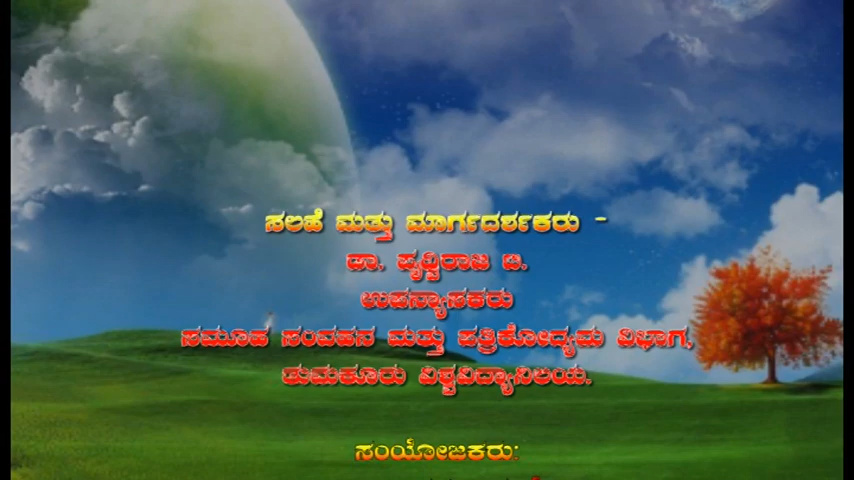 ಸಲಹೆ ಮತ್ತು ಮಾರ್ಗದರ್ಶಕರು -
ಡಾ. ಪೃಥ್ವಿರಾಜ ಟಿ.
ಉಪನ್ಯಾಸಕರು
ಸಮೂಹ ಸಂವಹನ ಮತ್ತು ಪತ್ರಿಕೋದ್ಯಮ ವಿಭಾಗ,
ತುಮಕೂರು ವಿಶ್ವವಿದ್ಯಾನಿಲಯ.
ಸಂಯೋಜಕರು: